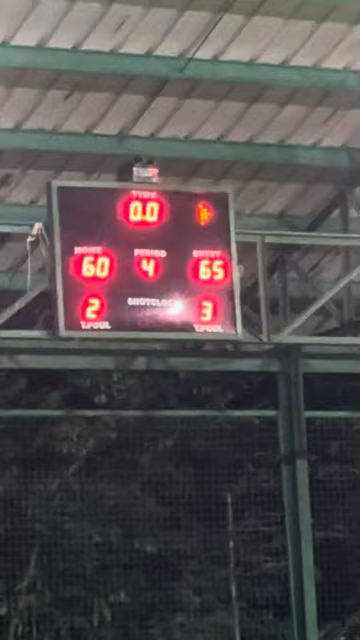 TIME
0.0
HOME PERIOD GUEST
60 4 65
2 SHOTCLOCK 3
T.FOUL T.FOUL